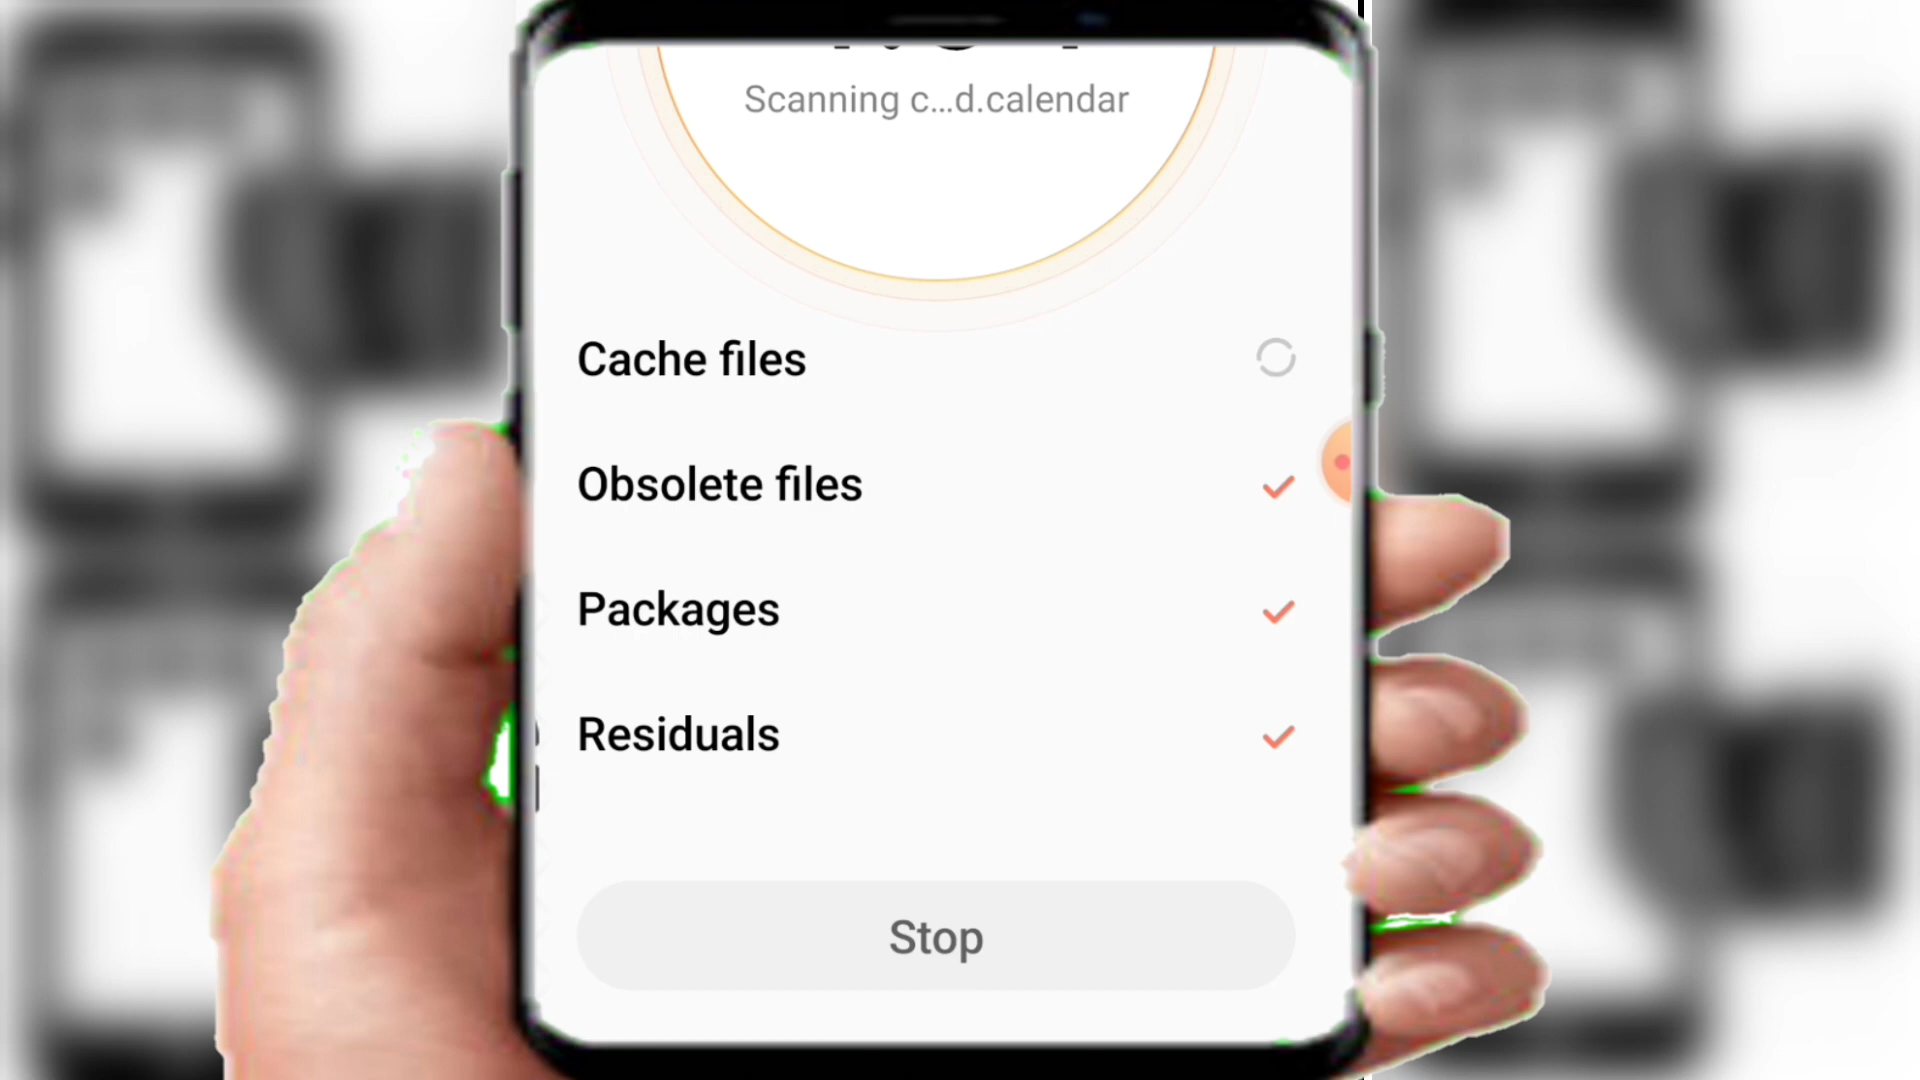 Scanning c...d.calendar
Cache files
Obsolete files
Packages
Residuals
Stop